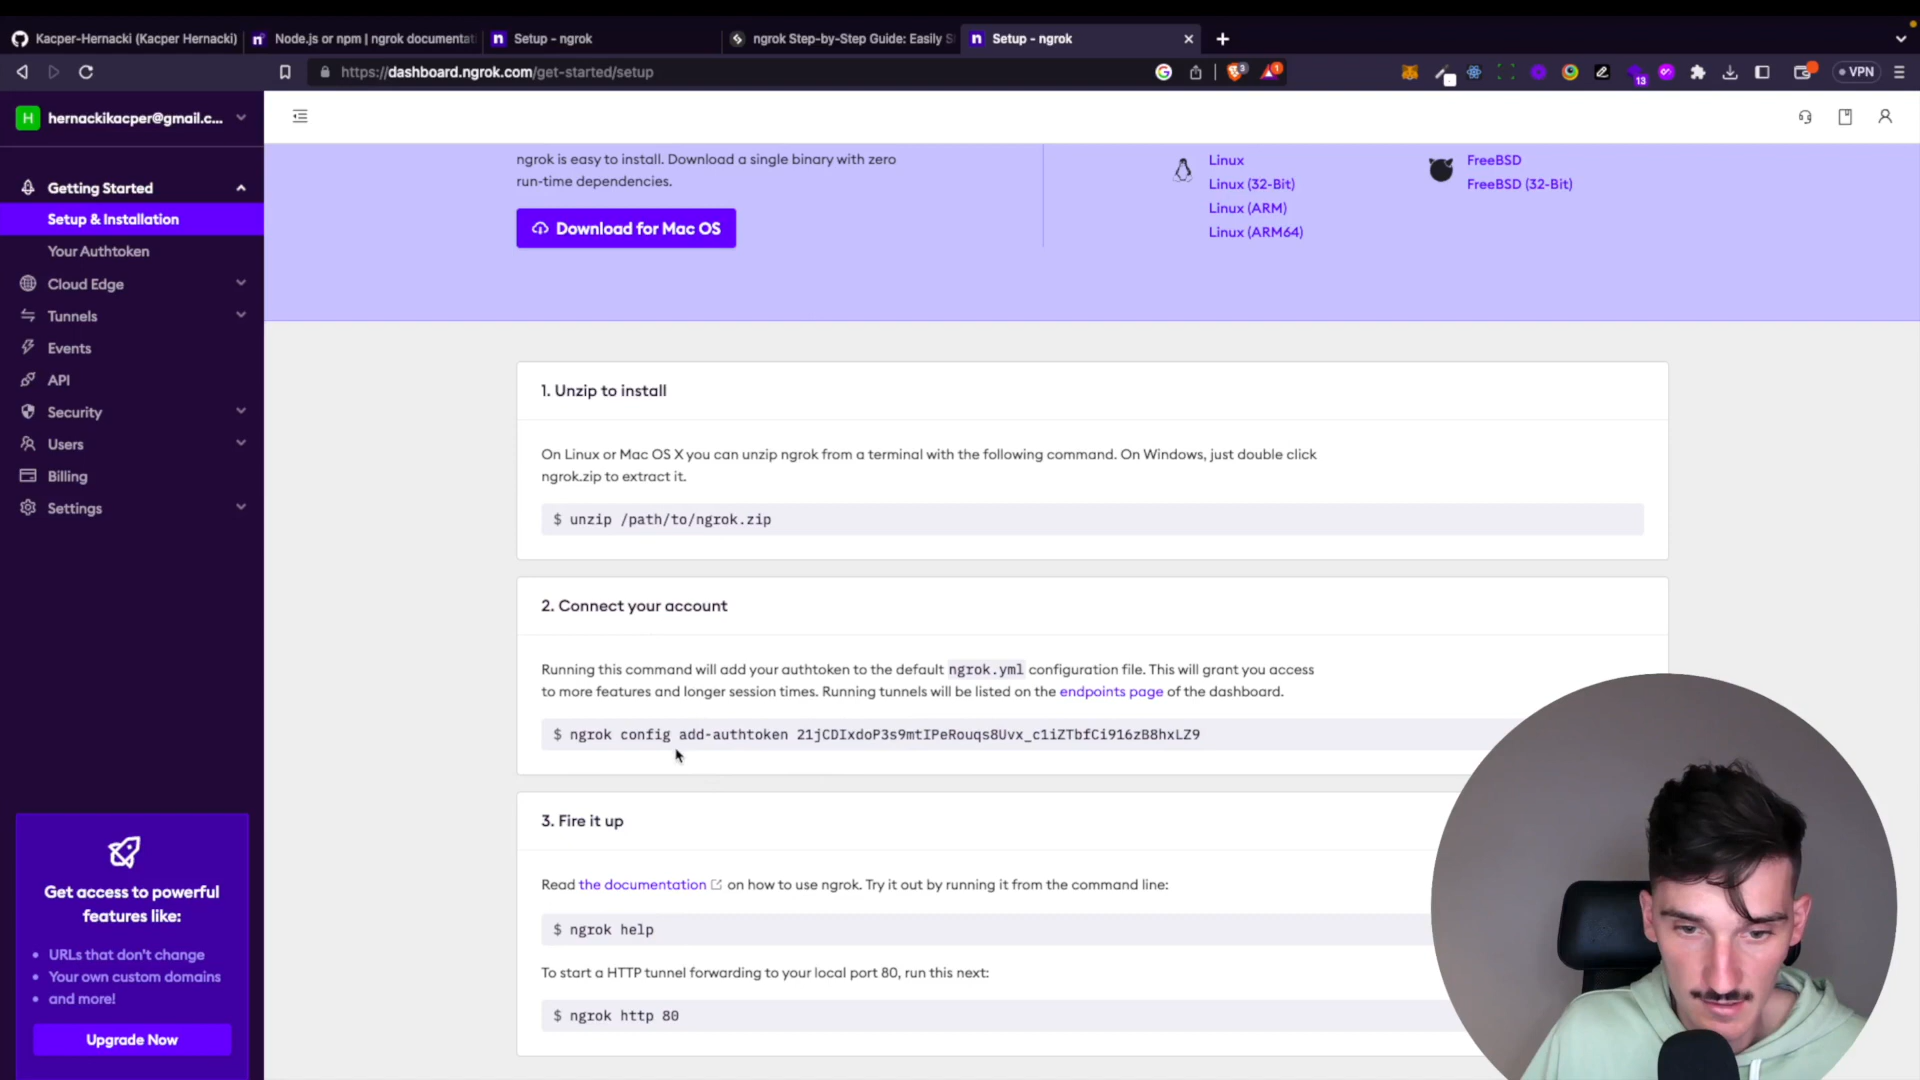 Kacper-Hernacki (Kacper Hernacki)
Node.js or npm | ngrok documentat
Setup - ngrok
ngrok Step-by-Step Guide: Easily S
Setup - ngrok
https://dashboard.ngrok.com/get-started/setup
3
1
13
VPN
H
hernackikacper@gmail.c...
Getting Started
Setup & Installation
Your Authtoken
Cloud Edge
Tunnels
Events
API
Security
Users
Billing
Settings
Get access to powerful
features like:
URLs that don't change
Your own custom domains
and more!
Upgrade Now
ngrok is easy to install. Download a single binary with zero
run-time dependencies.
Download for Mac OS
Linux
Linux (32-Bit)
Linux (ARM)
Linux (ARM64)
FreeBSD
FreeBSD (32-Bit)
1. Unzip to install
On Linux or Mac OS X you can unzip ngrok from a terminal with the following command. On Windows, just double click
ngrok.zip to extract it.
$ unzip /path/to/ngrok.zip
2. Connect your account
Running this command will add your authtoken to the default ngrok.yml configuration file. This will grant you access
to more features and longer session times. Running tunnels will be listed on the endpoints page of the dashboard.
$ ngrok config add-authtoken 21jCDIxdoP3s9mtIPeRouqs8Uvx_c1iZTbfCi916zB8hxLZ9
3. Fire it up
Read the documentation on how to use ngrok. Try it out by running it from the command line:
$ ngrok help
To start a HTTP tunnel forwarding to your local port 80, run this next:
$ ngrok http 80